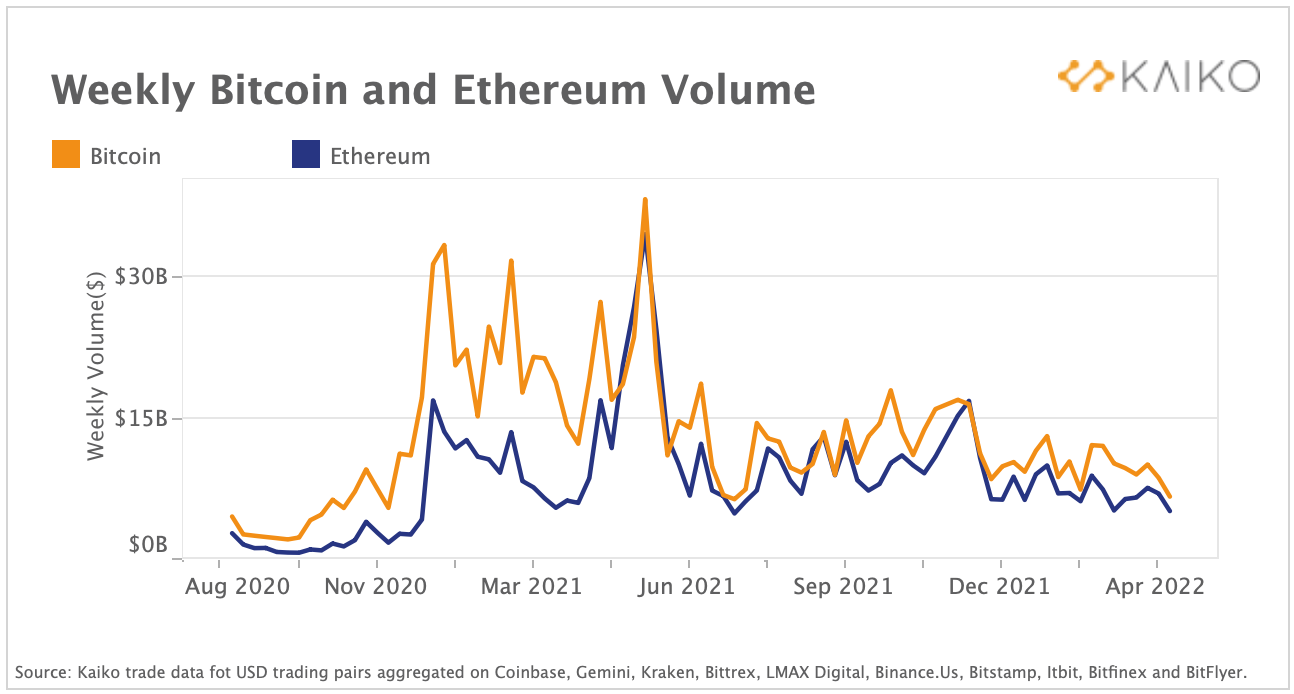 Weekly Bitcoin and Ethereum Volume
KAIKO
Bitcoin
Ethereum
Weekly Volume($)
$30B
$15B
$0B
Aug 2020
Nov 2020
Mar 2021
Jun 2021
Sep 2021
Dec 2021
Apr 2022
Source: Kaiko trade data fot USD trading pairs aggregated on Coinbase, Gemini, Kraken, Bittrex, LMAX Digital, Binance.Us, Bitstamp, Itbit, Bitfinex and BitFlyer.